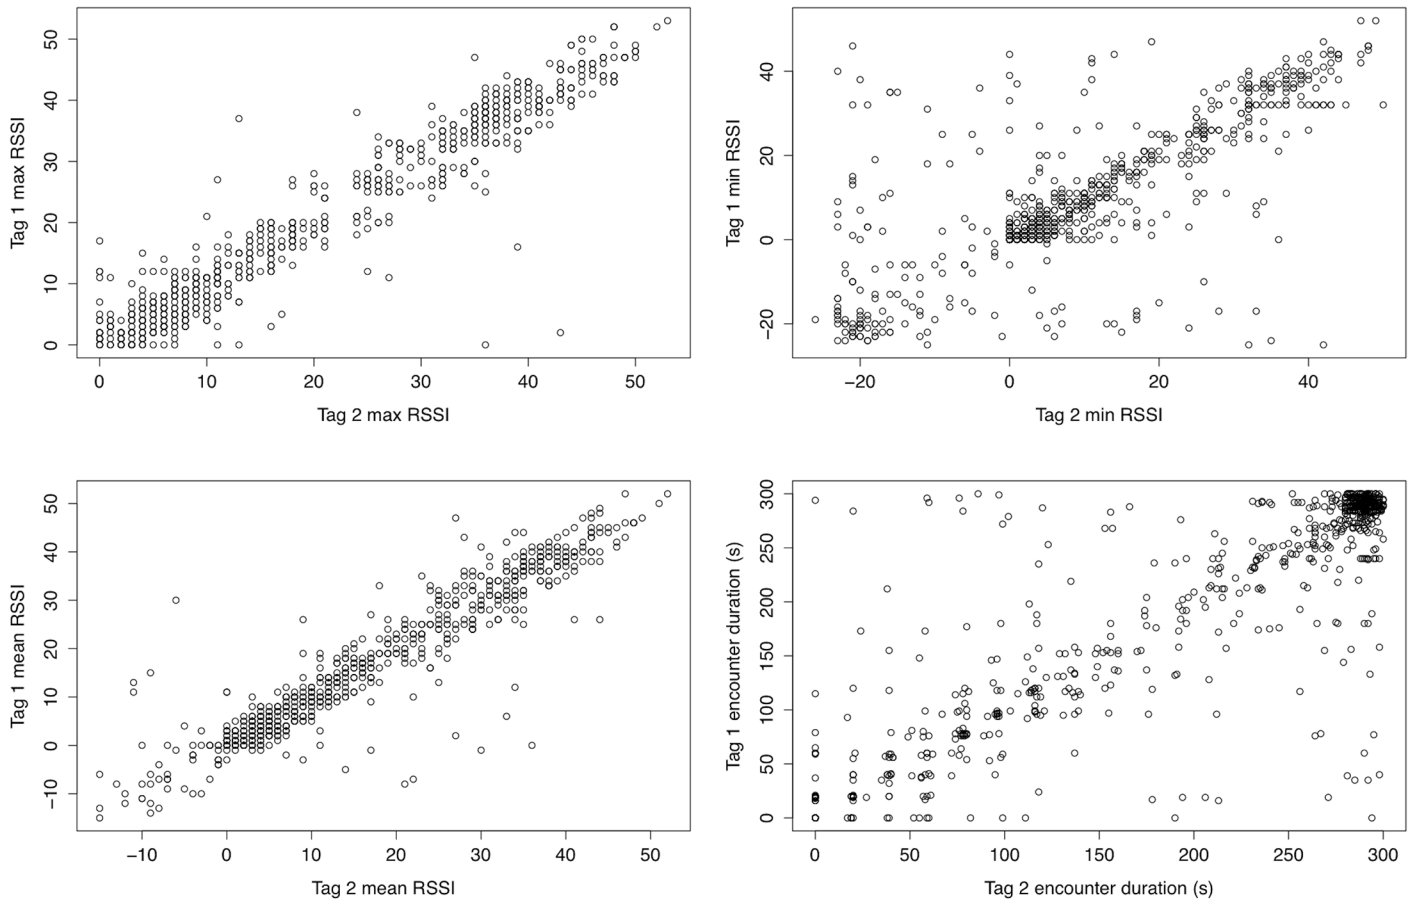 Tag 1 max RSSI
50
40
30
20
10
0
0 10 20 30 40 50
Tag 2 max RSSI
Tag 1 min RSSI
40
20
0
−20
−20 0 20 40
Tag 2 min RSSI
Tag 1 mean RSSI
50
40
30
20
10
0
−10
−10 0 10 20 30 40 50
Tag 2 mean RSSI
Tag 1 encounter duration (s)
300
250
200
150
100
50
0
0 50 100 150 200 250 300
Tag 2 encounter duration (s)